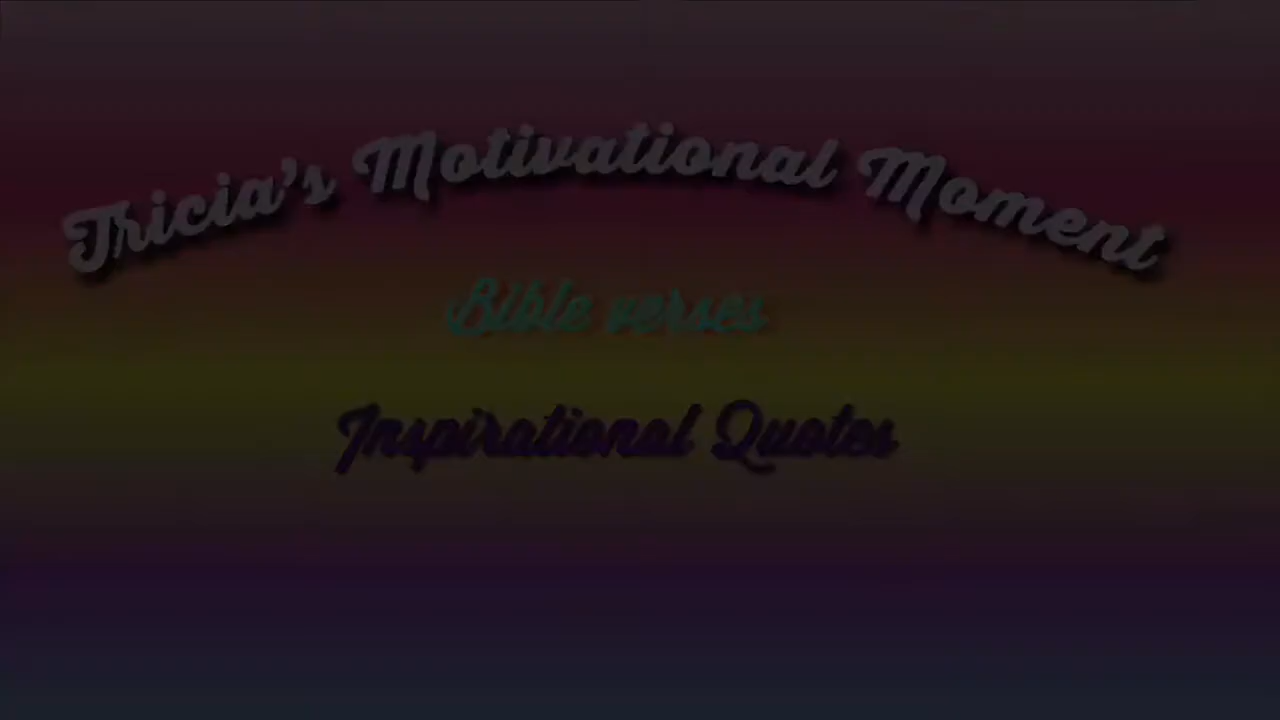 Tricia's Motivational Moment
Bible verses
Inspirational Quotes